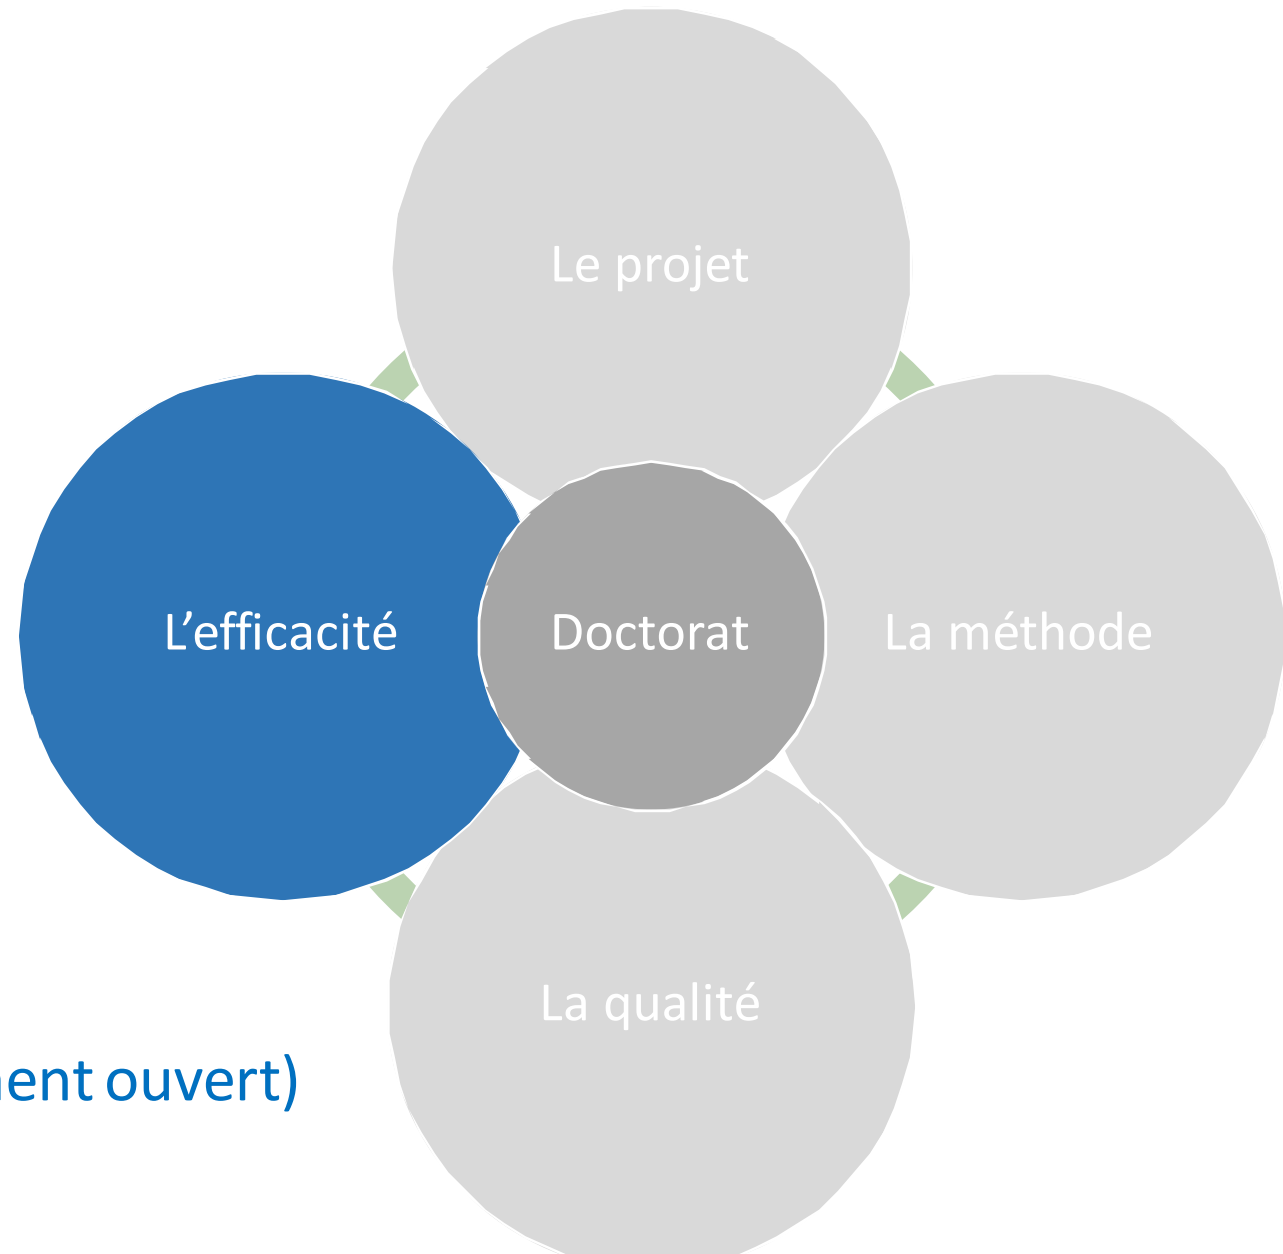 Le projet
L’efficacité
Doctorat
La méthode
La qualité
ent ouvert)